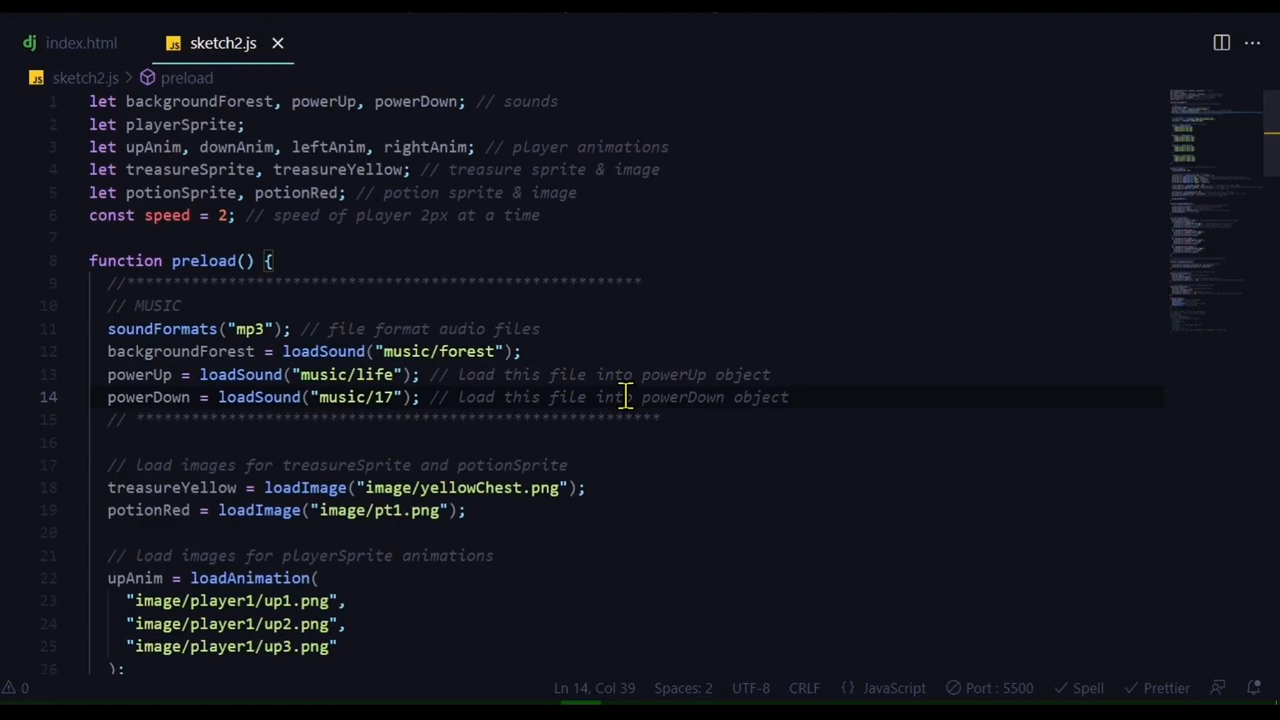 dj index.html JS sketch2.js ×
JS sketch2.js > preload
1 let backgroundForest, powerUp, powerDown; // sounds
2 let playerSprite;
3 let upAnim, downAnim, leftAnim, rightAnim; // player animations
4 let treasureSprite, treasureYellow; // treasure sprite & image
5 let potionSprite, potionRed; // potion sprite & image
6 const speed = 2; // speed of player 2px at a time
7
8 function preload() {
9 //********************************************************
10 // MUSIC
11 soundFormats("mp3"); // file format audio files
12 backgroundForest = loadSound("music/forest");
13 powerUp = loadSound("music/life"); // load this file into powerUp object
14 powerDown = loadSound("music/17"); // load this file into powerDown object
15 // *********************************************************
16
17 // load images for treasureSprite and potionSprite
18 treasureYellow = loadImage("image/yellowChest.png");
19 potionRed = loadImage("image/pt1.png");
20
21 // load images for playerSprite animations
22 upAnim = loadAnimation(
23 "image/player1/up1.png",
24 "image/player1/up2.png",
25 "image/player1/up3.png"
26 );
0 Ln 14, Col 39 Spaces: 2 UTF-8 CRLF {} JavaScript Port : 5500 Spell Prettier